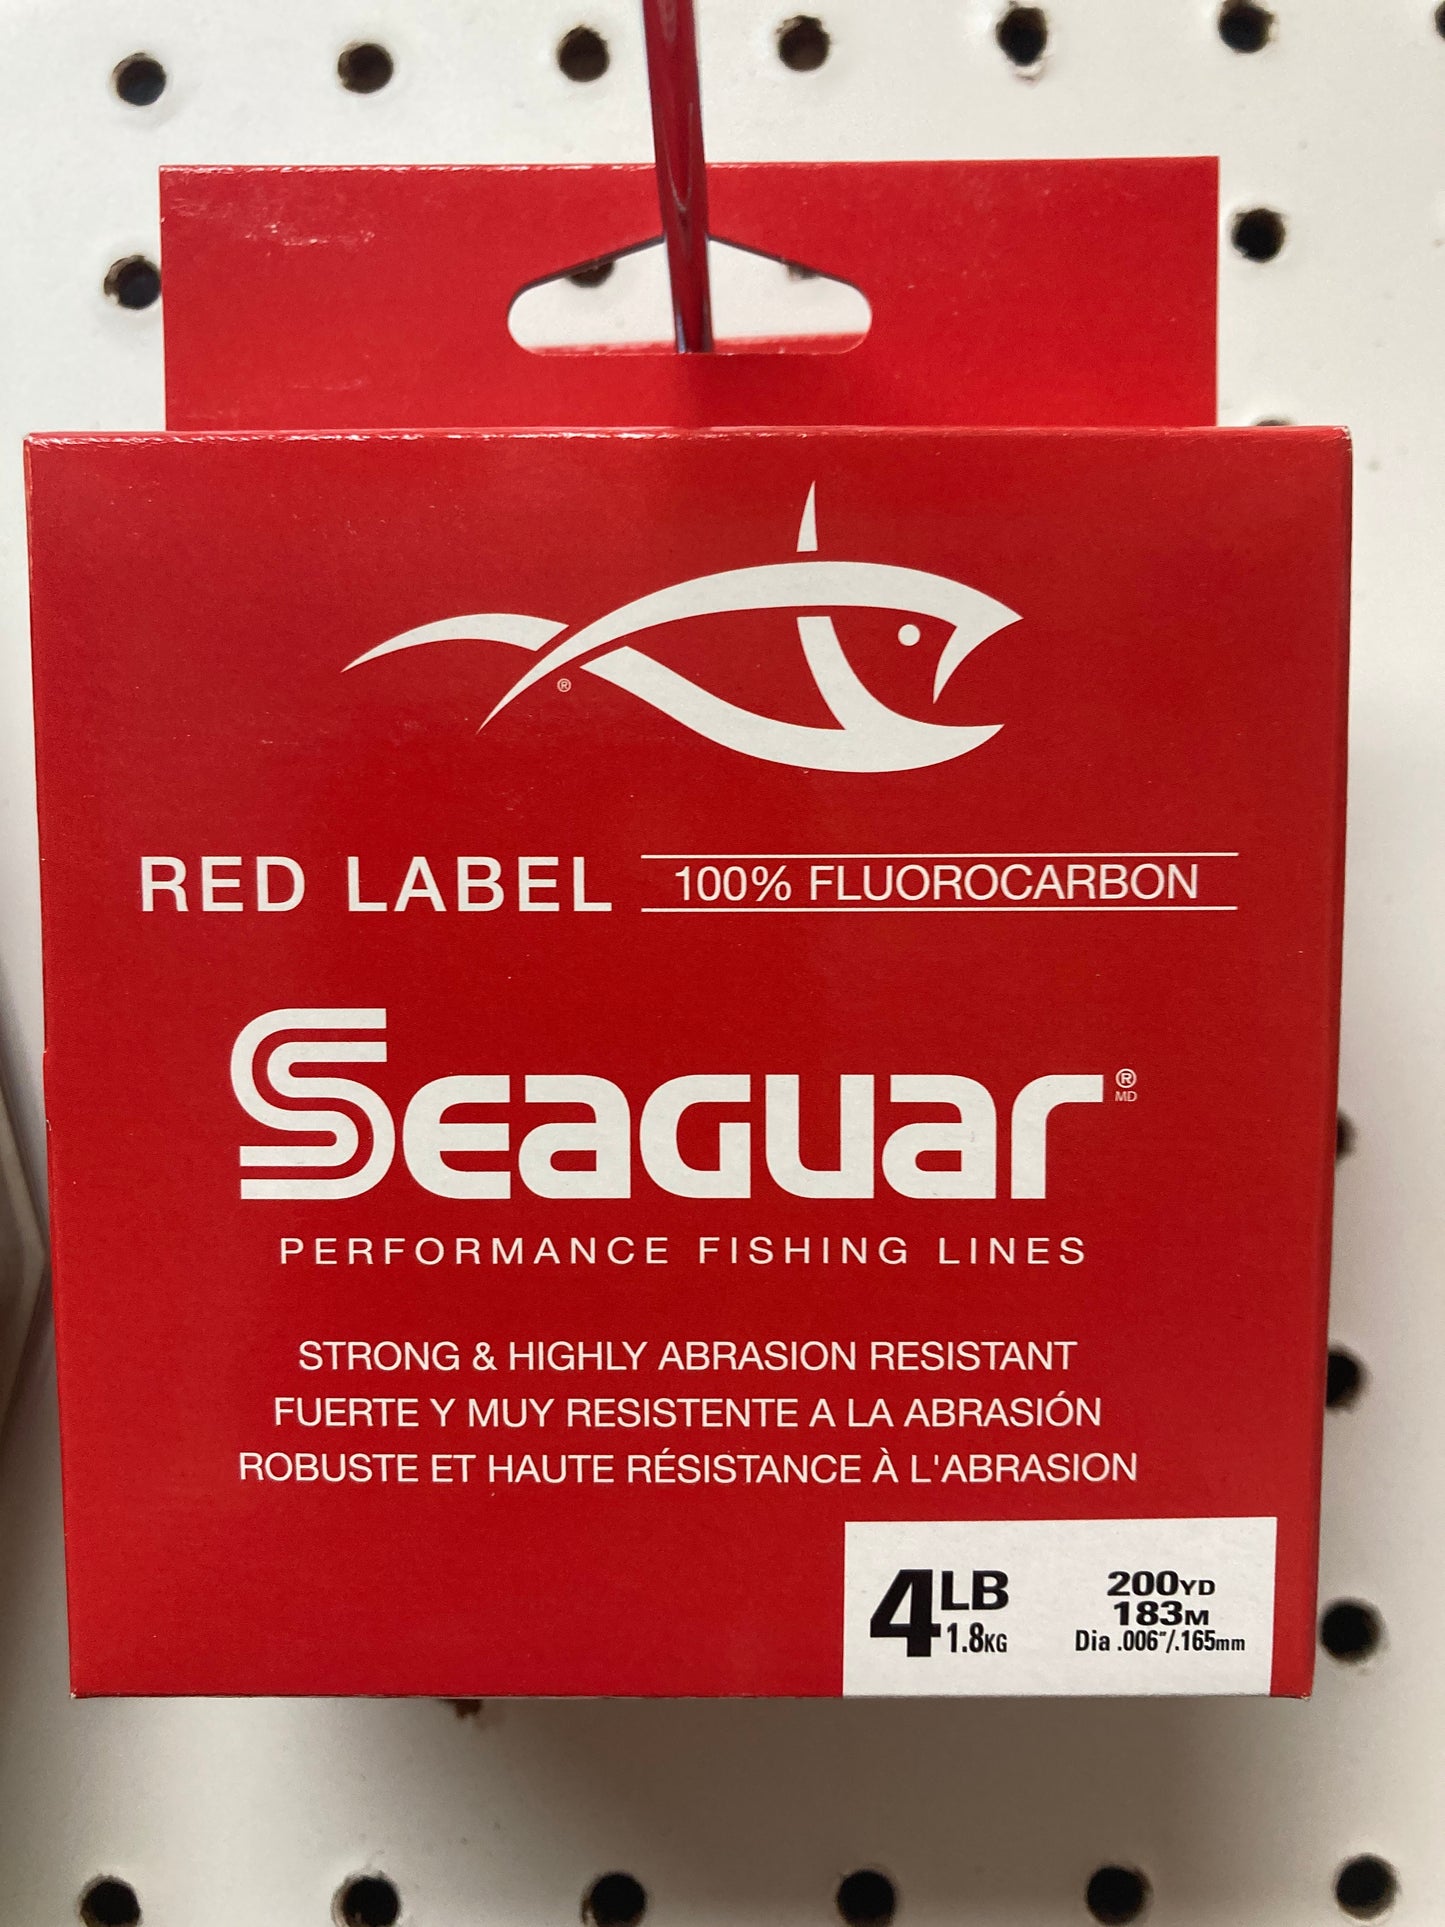 ®
RED LABEL 100% FLUOROCARBON
SEAGUAR ®
MD
PERFORMANCE FISHING LINES
STRONG & HIGHLY ABRASION RESISTANT
FUERTE Y MUY RESISTENTE A LA ABRASIÓN
ROBUSTE ET HAUTE RÉSISTANCE À L'ABRASION
4LB 200YD
183M
1.8KG Dia .006"/.165mm